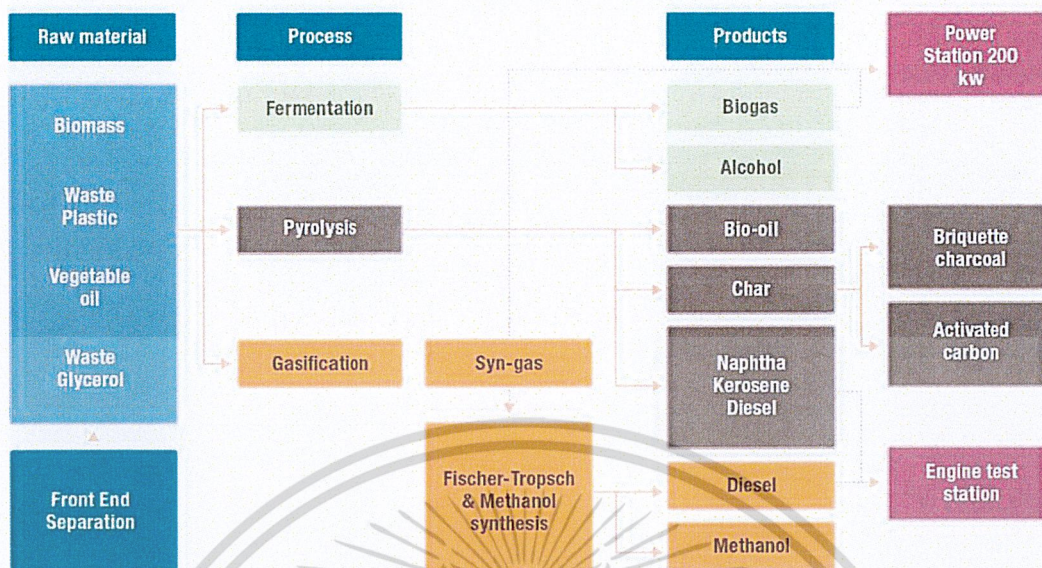 Raw material
Process
Products
Power
Station 200
kw
Biomass
Waste
Plastic
Vegetable
oil
Waste
Glycerol
Front End
Separation
Fermentation
Pyrolysis
Gasification
Syn-gas
Fischer-Tropsch
& Methanol
synthesis
Biogas
Alcohol
Bio-oil
Char
Naphtha
Kerosene
Diesel
Diesel
Methanol
Briquette
charcoal
Activated
carbon
Engine test
station